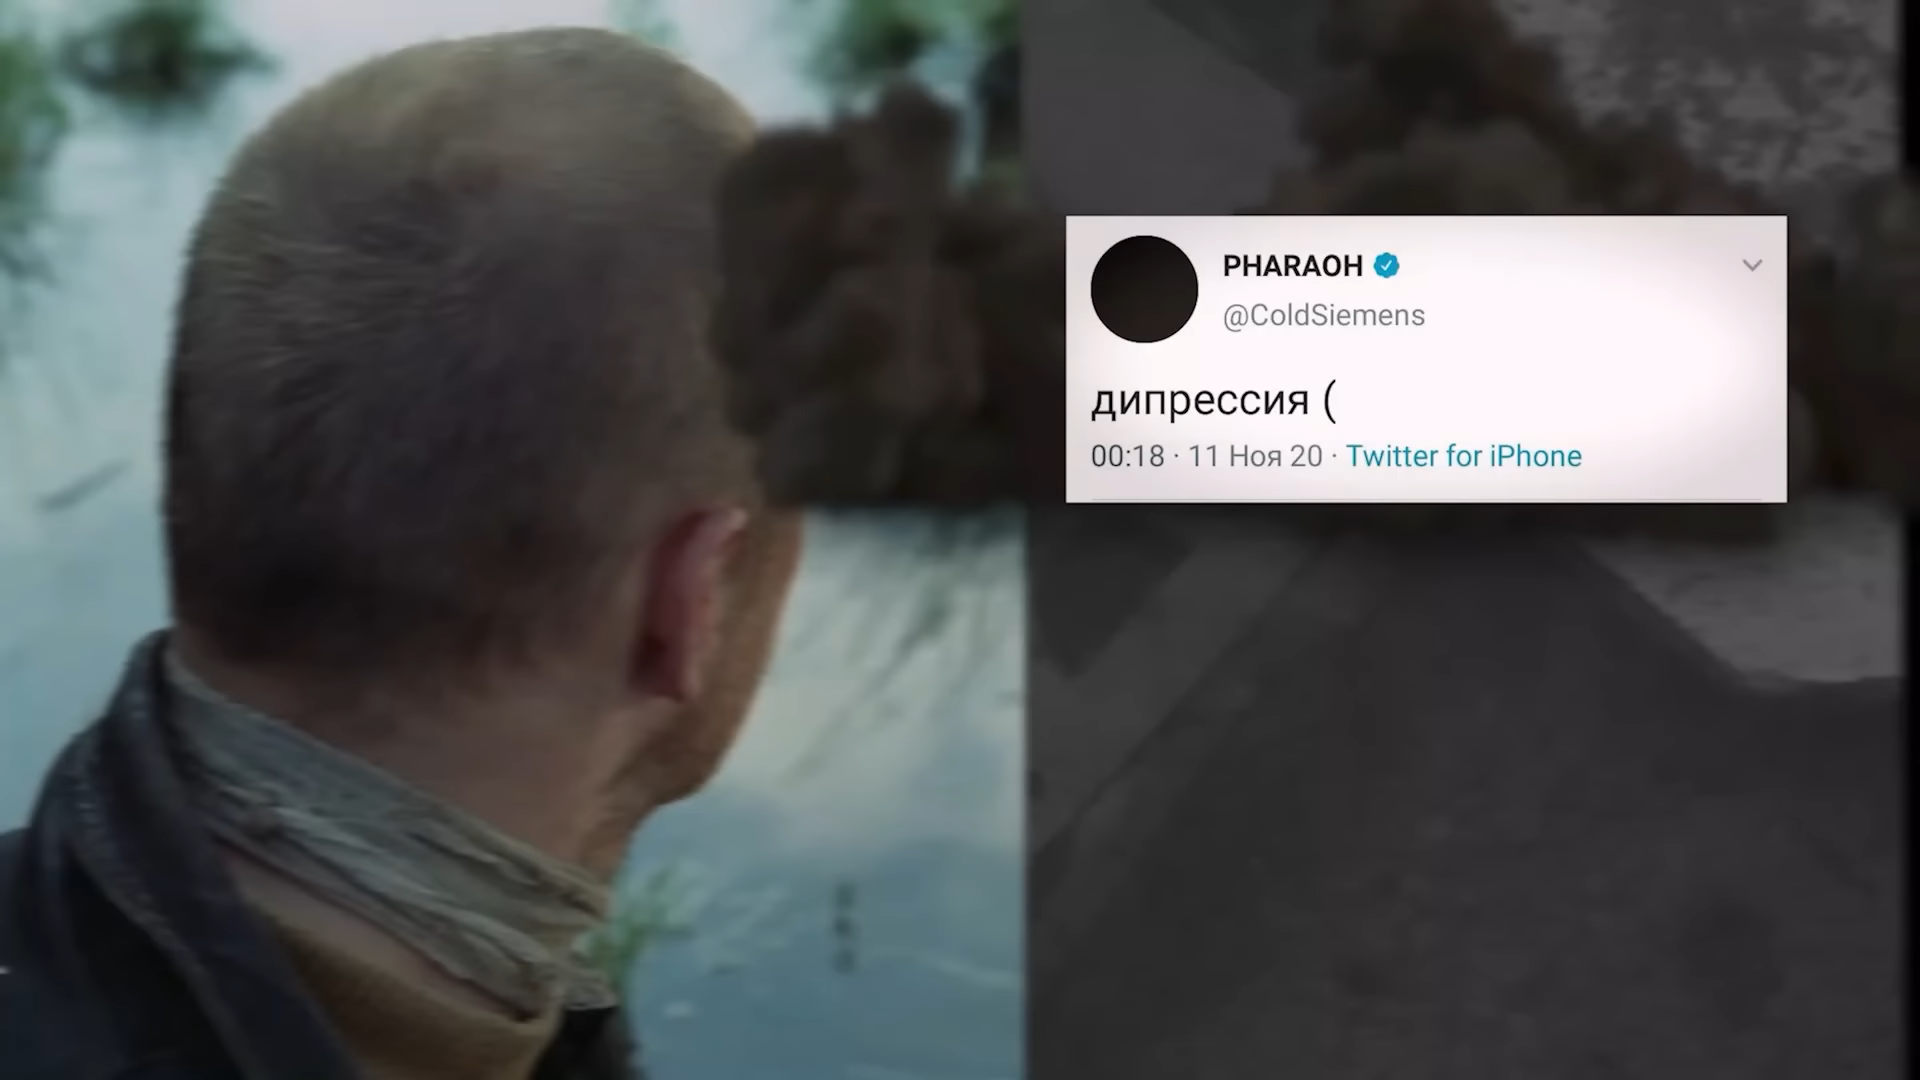 PHARAOH
@ColdSiemens
дипрессия (
00:18 · 11 Ноя 20 · Twitter for iPhone